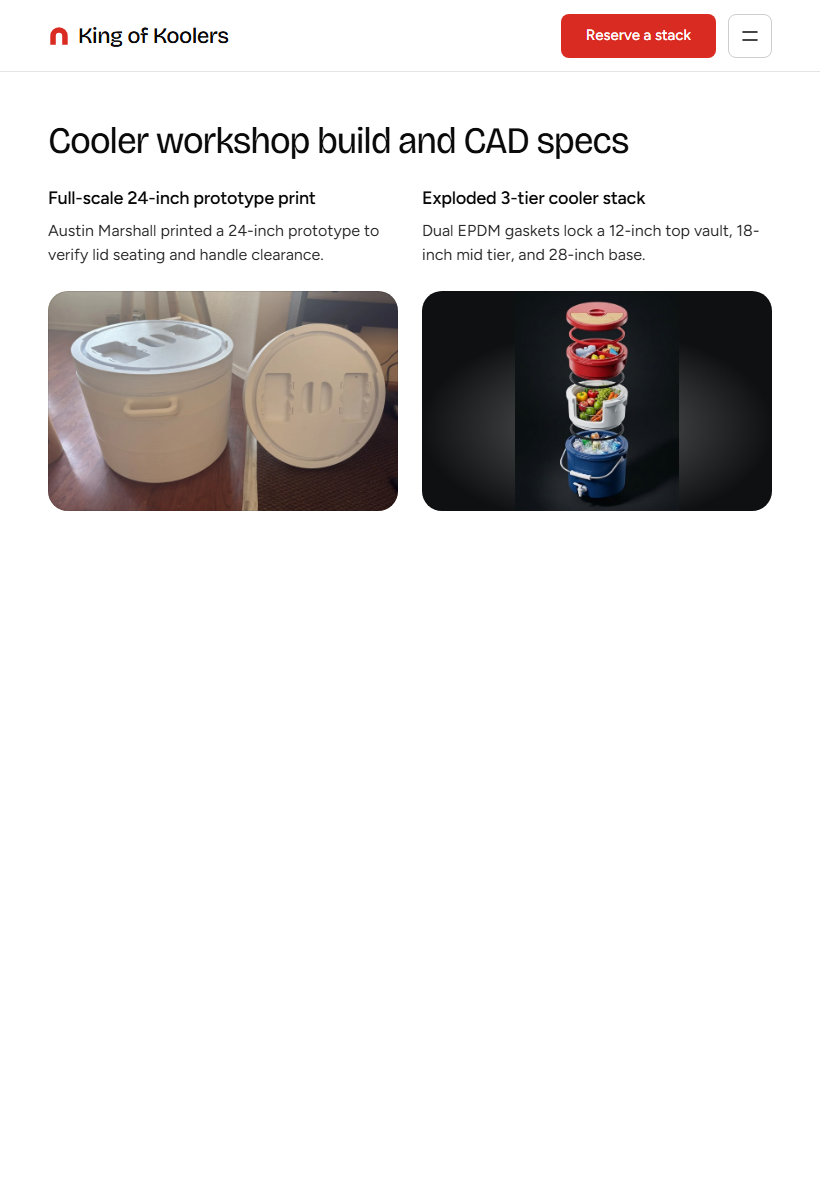 King of Koolers
Reserve a stack
Cooler workshop build and CAD specs
Full-scale 24-inch prototype print
Austin Marshall printed a 24-inch prototype to
verify lid seating and handle clearance.
Exploded 3-tier cooler stack
Dual EPDM gaskets lock a 12-inch top vault, 18-
inch mid tier, and 28-inch base.